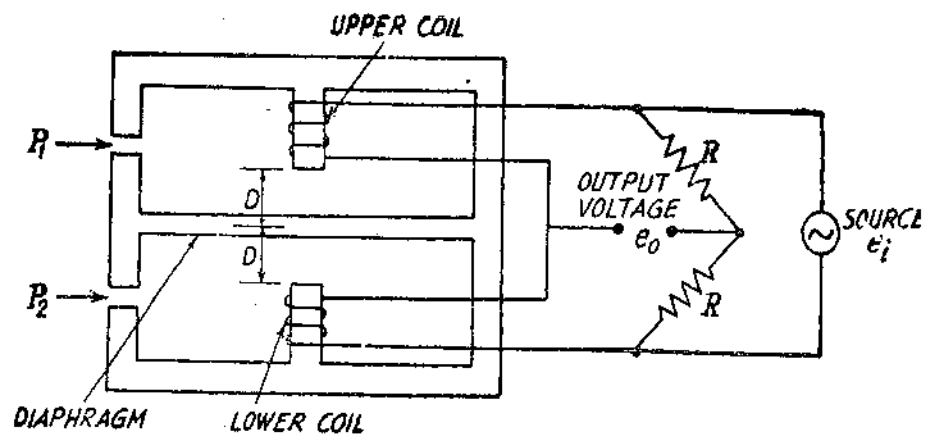 UPPER COIL
P1
R
D
OUTPUT
VOLTAGE
e0
SOURCE
ei
D
P2
R
DIAPHRAGM
LOWER COIL